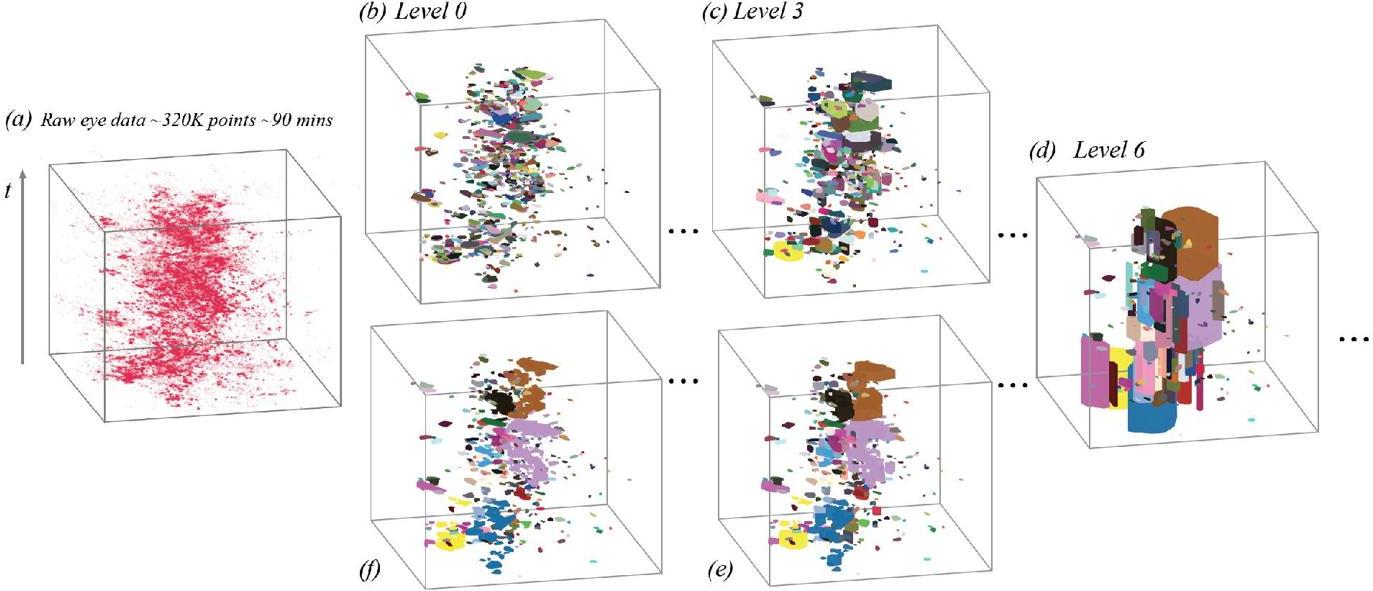 (b) Level 0
(c) Level 3
(a) Raw eye data ~320K points ~90 mins
(d) Level 6
t
...
...
...
...
...
(f)
(e)